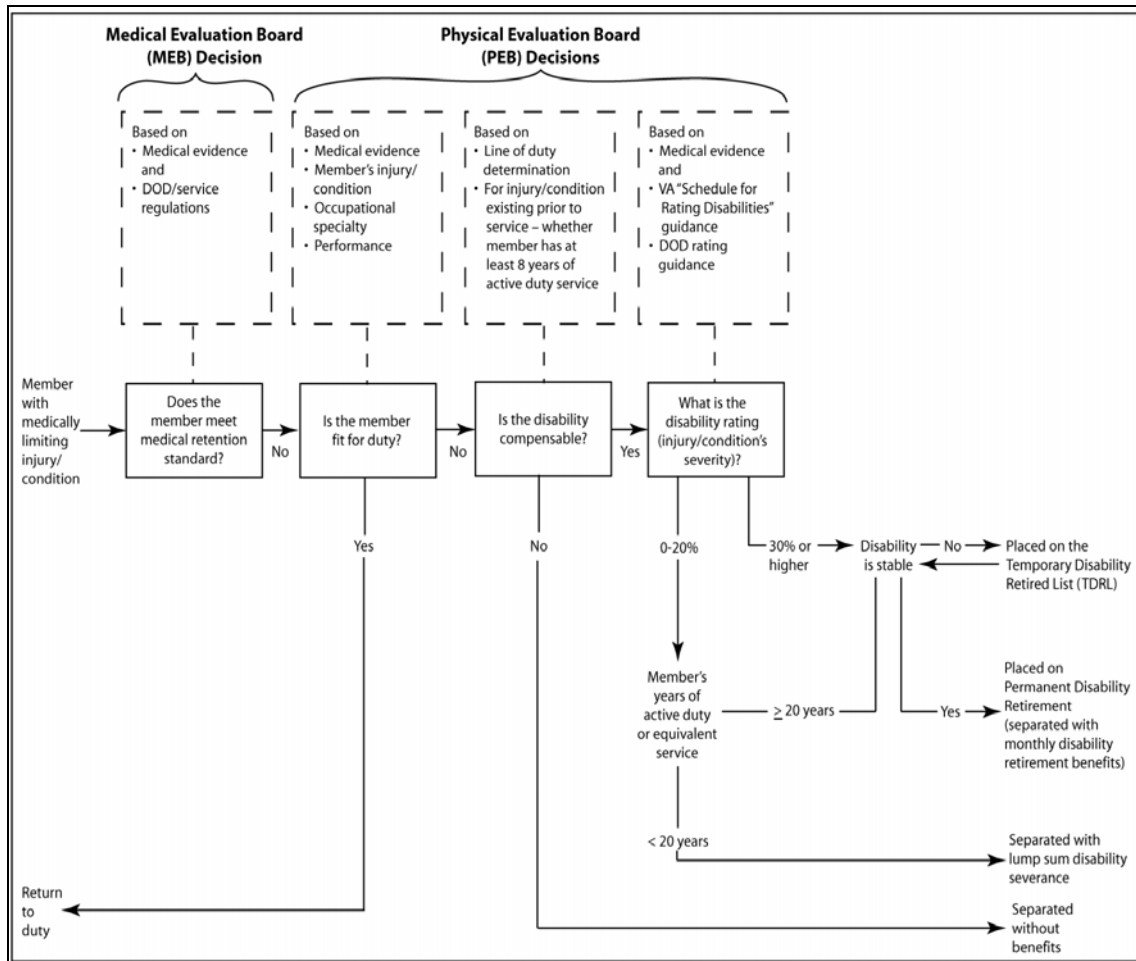 Medical Evaluation Board
(MEB) Decision
Physical Evaluation Board
(PEB) Decisions
Based on
• Medical evidence
and
• DOD/service
regulations
Based on
• Medical evidence
• Member's injury/
condition
• Occupational
specialty
• Performance
Based on
• Line of duty
determination
• For injury/condition
existing prior to
service – whether
member has at
least 8 years of
active duty service
Based on
• Medical evidence
and
• VA "Schedule for
Rating Disabilities"
guidance
• DOD rating
guidance
Member
with
medically
limiting
injury/
condition
Does the
member meet
medical retention
standard?
No
Is the member
fit for duty?
No
Is the disability
compensable?
Yes
What is the
disability rating
(injury/condition's
severity)?
Yes
No
0-20%
30% or
higher
Disability
is stable
No
Placed on the
Temporary Disability
Retired List (TDRL)
Member's
years of
active duty
or equivalent
service
≥ 20 years
Yes
Placed on
Permanent Disability
Retirement
(separated with
monthly disability
retirement benefits)
< 20 years
Separated with
lump sum disability
severance
Return
to
duty
Separated
without
benefits